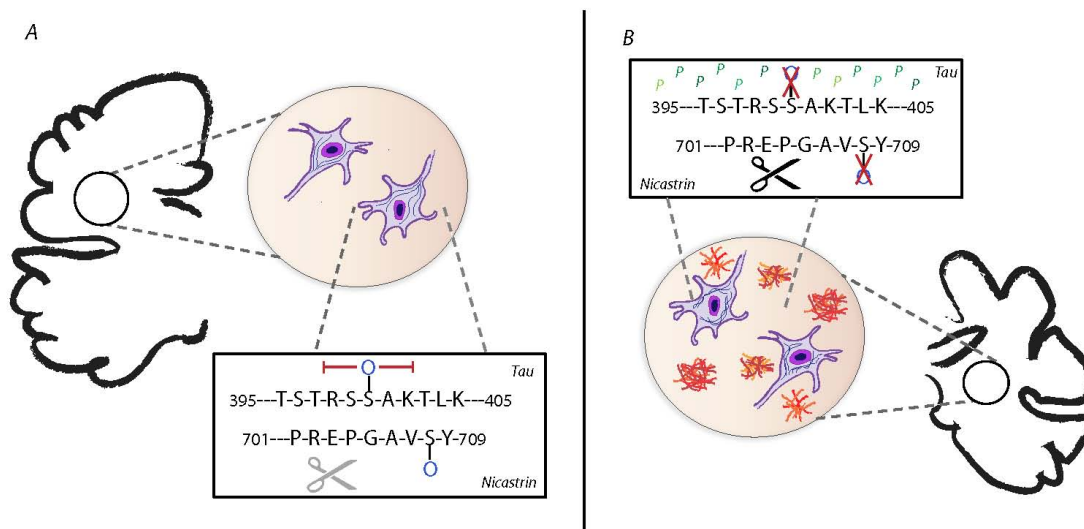 A
O
Tau
395---T-S-T-R-S-S-A-K-T-L-K---405
701---P-R-E-P-G-A-V-S-Y-709
O
Nicastrin
B
P P P P P P P P P P P
O Tau
395---T-S-T-R-S-S-A-K-T-L-K---405
701---P-R-E-P-G-A-V-S-Y-709
O
Nicastrin